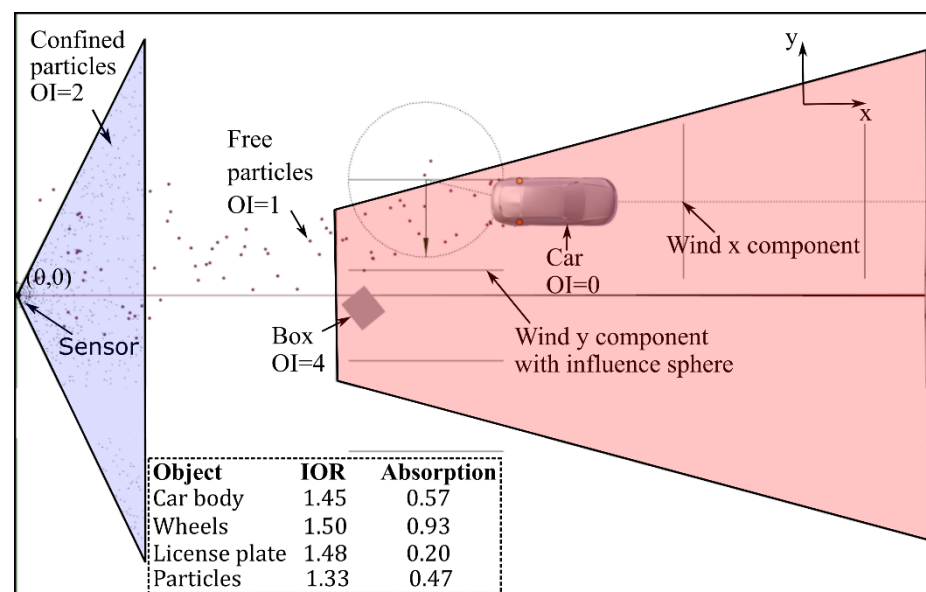 Confined
particles
OI=2
y
x
Free
particles
OI=1
Wind x component
Car
OI=0
(0,0)
Sensor
Box
OI=4
Wind y component
with influence sphere
Object IOR Absorption
Car body 1.45 0.57
Wheels 1.50 0.93
License plate 1.48 0.20
Particles 1.33 0.47